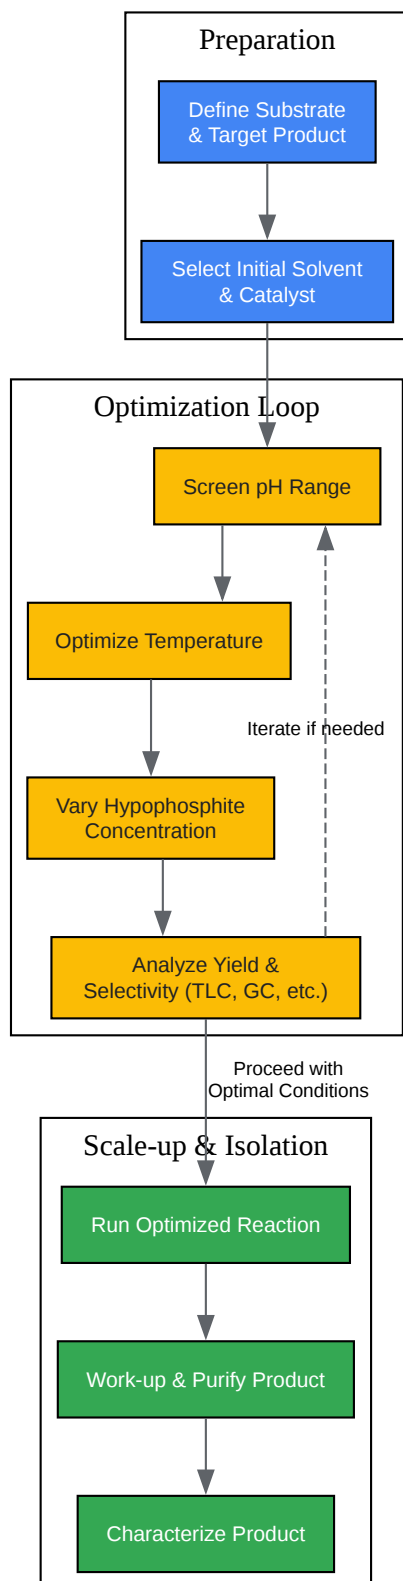 Preparation
Define Substrate
& Target Product
Select Initial Solvent
& Catalyst
Optimization Loop
Screen pH Range
Optimize Temperature
Iterate if needed
Vary Hypophosphite
Concentration
Analyze Yield &
Selectivity (TLC, GC, etc.)
Proceed with
Optimal Conditions
Scale-up & Isolation
Run Optimized Reaction
Work-up & Purify Product
Characterize Product